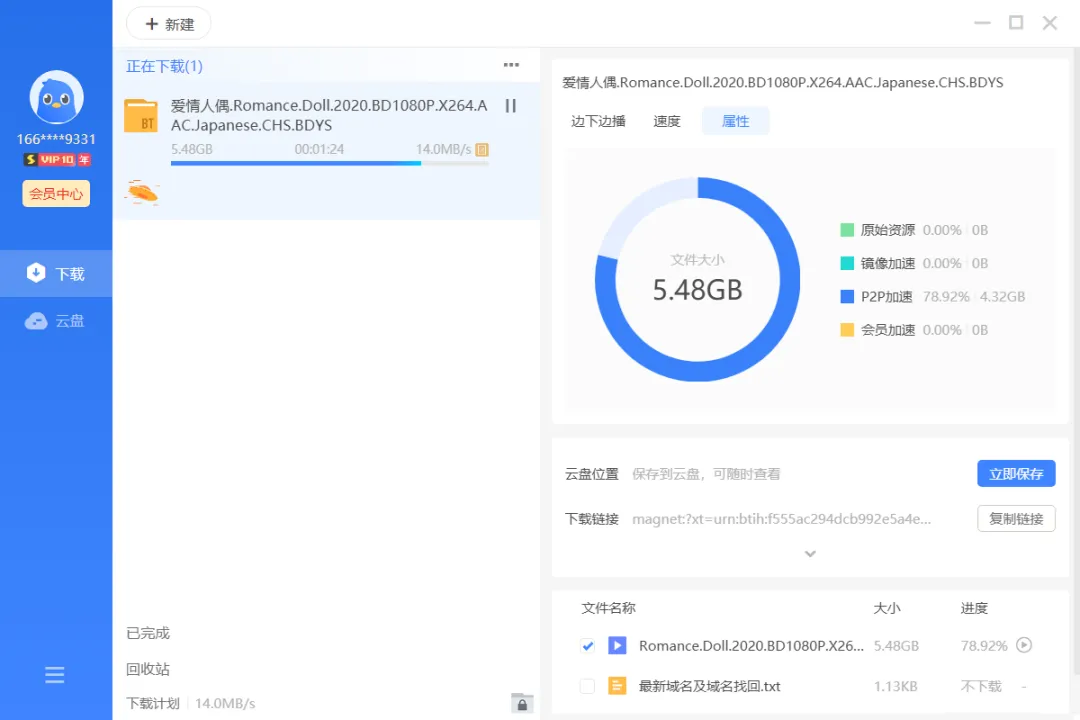 新建
166****9331
S VIP10 年
会员中心
下载
云盘
正在下载(1)
爱情人偶.Romance.Doll.2020.BD1080P.X264.A
AC.Japanese.CHS.BDYS
BT
5.48GB 00:01:24 14.0MB/s
已完成
回收站
下载计划 14.0MB/s
爱情人偶.Romance.Doll.2020.BD1080P.X264.AAC.Japanese.CHS.BDYS
边下边播 速度 属性
文件大小
5.48GB
原始资源 0.00% 0B
镜像加速 0.00% 0B
P2P加速 78.92% 4.32GB
会员加速 0.00% 0B
云盘位置 保存到云盘，可随时查看 立即保存
下载链接 magnet:?xt=urn:btih:f555ac294dcb992e5a4e... 复制链接
文件名称 大小 进度
Romance.Doll.2020.BD1080P.X26... 5.48GB 78.92%
最新域名及域名找回.txt 1.13KB 不下载 -